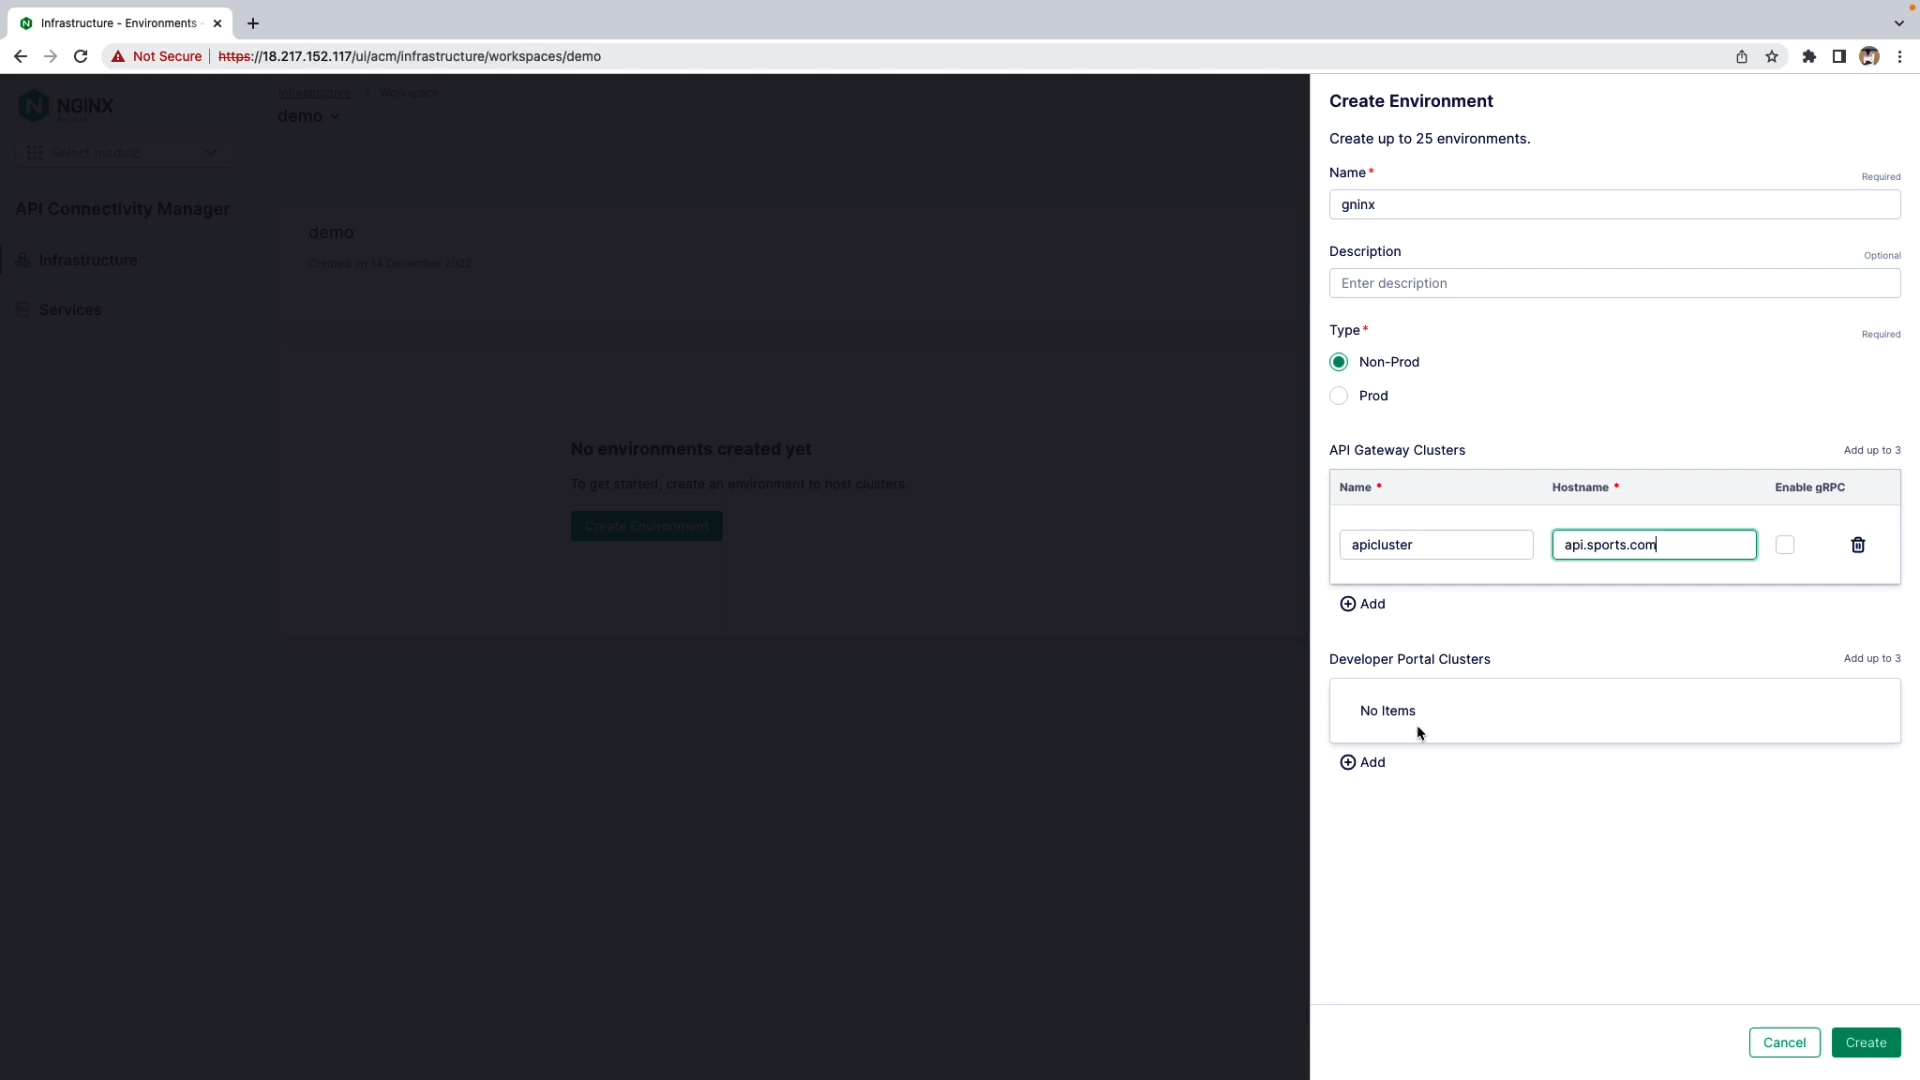 Infrastructure - Environments
Not Secure https://18.217.152.117/ui/acm/infrastructure/workspaces/demo
NGINX
Select module
API Connectivity Manager
Infrastructure
Services
Infrastructure > Workspace
demo
demo
Created on 14 December 2022
No environments created yet
To get started, create an environment to host clusters.
Create Environment
Create Environment
Create up to 25 environments.
Name* Required
gninx
Description Optional
Enter description
Type* Required
Non-Prod
Prod
API Gateway Clusters Add up to 3
Name * Hostname * Enable gRPC
apicluster api.sports.com
Add
Developer Portal Clusters Add up to 3
No Items
Add
Cancel Create